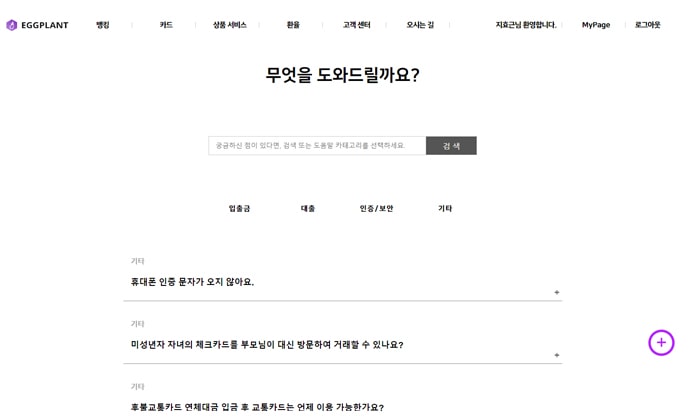 EGGPLANT 뱅킹 카드 상품 서비스 환율 고객 센터 오시는 길 지효근님 환영합니다. MyPage 로그아웃
무엇을 도와드릴까요?
궁금하신 점이 있다면, 검색 또는 도움말 카테고리를 선택하세요. 검 색
입출금 대출 인증/보안 기타
기타
휴대폰 인증 문자가 오지 않아요.
+
기타
미성년자 자녀의 체크카드를 부모님이 대신 방문하여 거래할 수 있나요?
+
기타
후불교통카드 연체대금 입금 후 교통카드는 언제 이용 가능한가요?